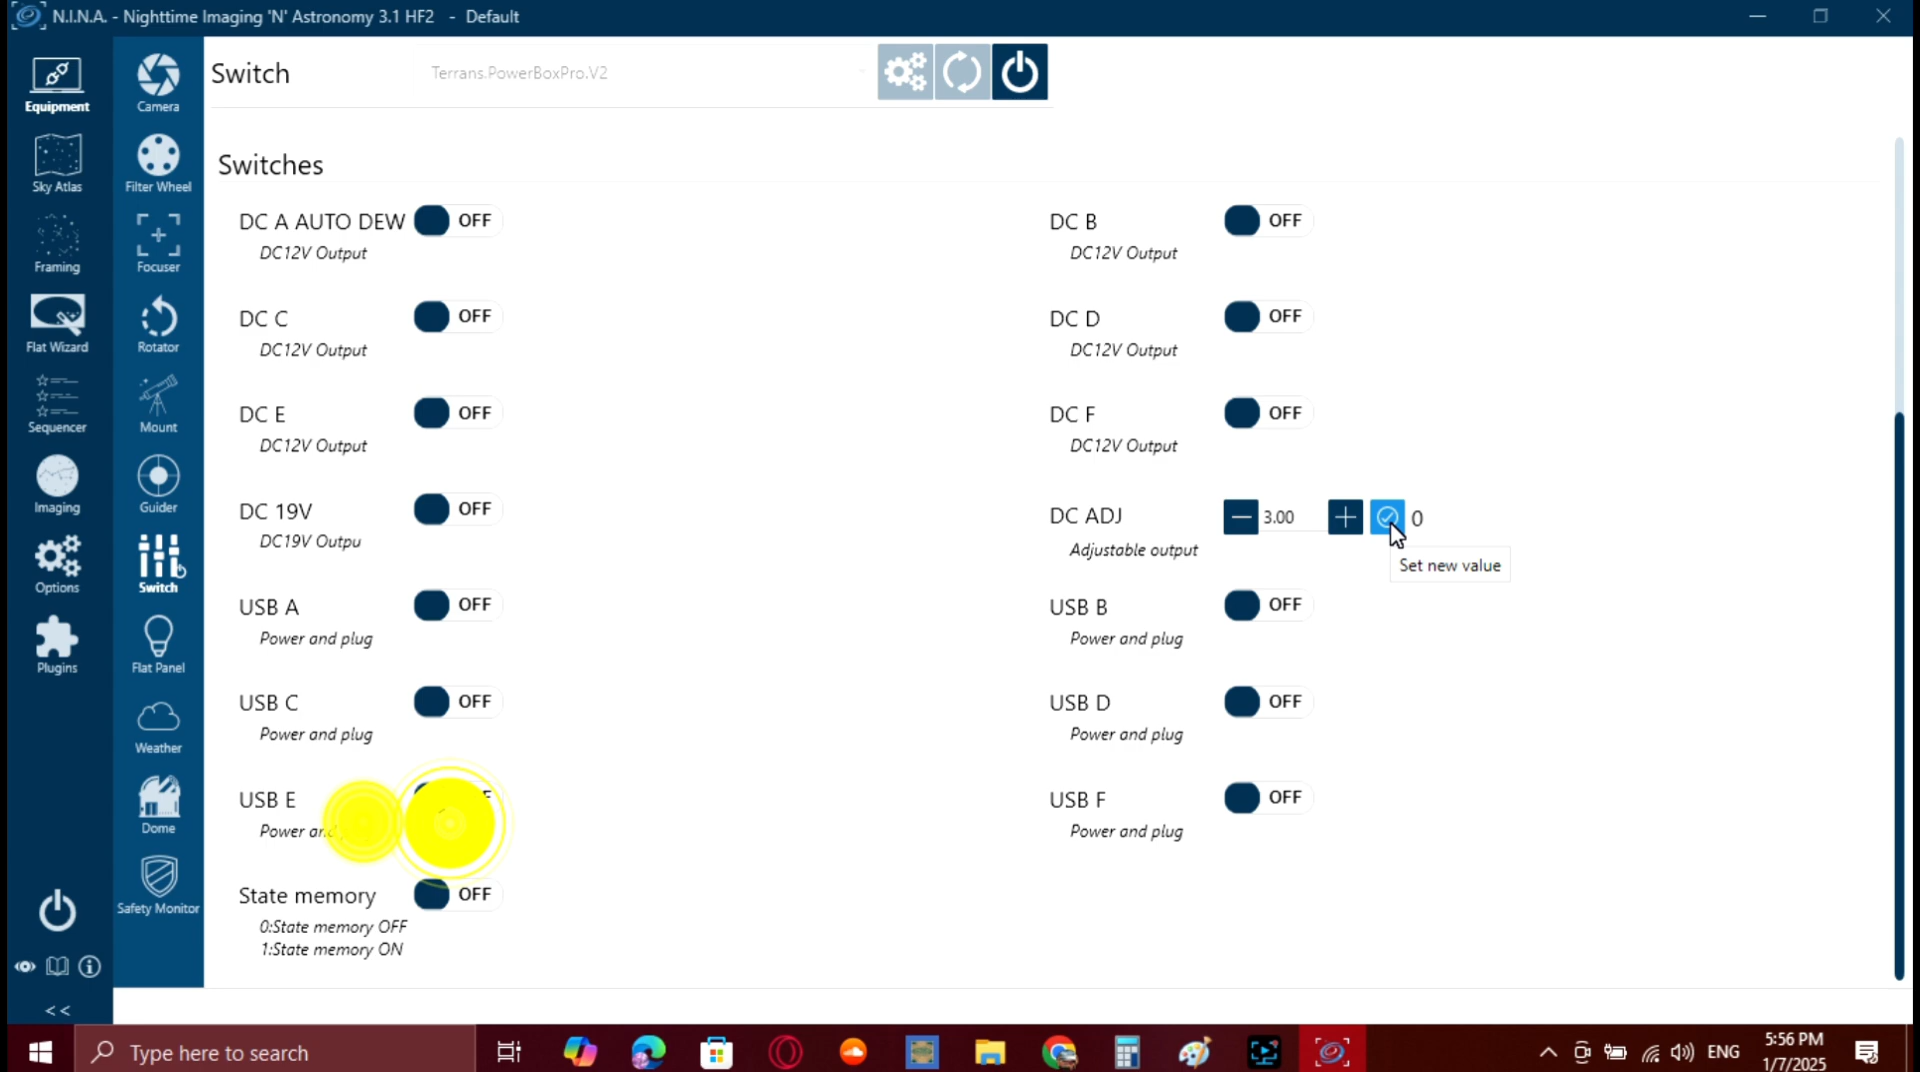 N.I.N.A. - Nighttime Imaging 'N' Astronomy 3.1 HF2 - Default
Equipment
Sky Atlas
Framing
Flat Wizard
Sequencer
Imaging
Options
Plugins
<<
Camera
Filter Wheel
Focuser
Rotator
Mount
Guider
Switch
Flat Panel
Weather
Dome
Safety Monitor
Switch Terrans.PowerBoxPro.V2
Switches
DC A AUTO DEW OFF
DC12V Output
DC B OFF
DC12V Output
DC C OFF
DC12V Output
DC D OFF
DC12V Output
DC E OFF
DC12V Output
DC F OFF
DC12V Output
DC 19V OFF
DC19V Outpu
DC ADJ 3.00 0
Adjustable output
Set new value
USB A OFF
Power and plug
USB B OFF
Power and plug
USB C OFF
Power and plug
USB D OFF
Power and plug
USB E
Power
USB F OFF
Power and plug
State memory OFF
0:State memory OFF
1:State memory ON
Type here to search
ENG
5:56 PM
1/7/2025